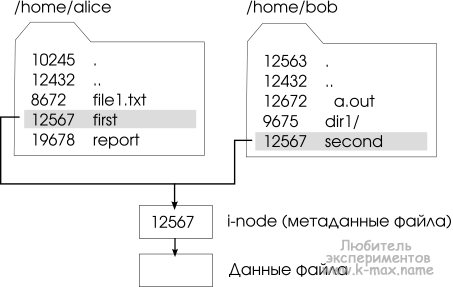 /home/alice
10245 .
12432 ..
8672 file1.txt
12567 first
19678 report
/home/bob
12563 .
12432 ..
12672 a.out
9675 dir1/
12567 second
12567
i-node (метаданные файла)
Данные файла
Любитель
экспериментов
www.k-max.name